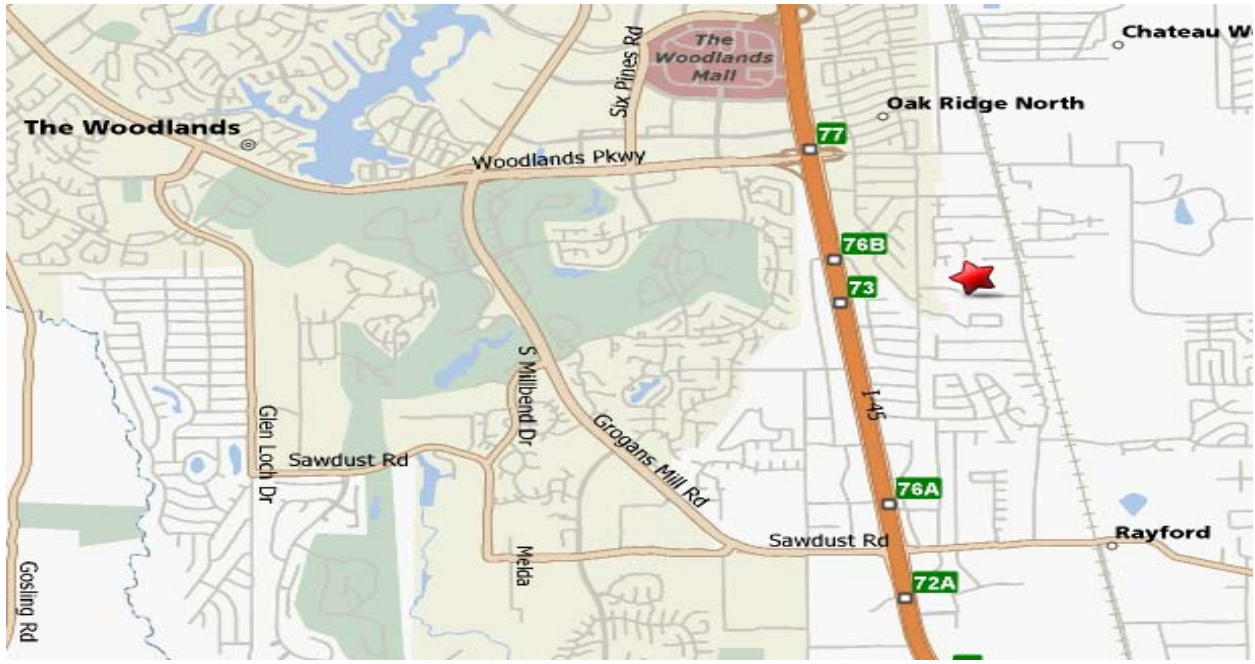 Chateau W
The
Woodlands
Mall
Six Pines Rd
Oak Ridge North
The Woodlands
77
Woodlands Pkwy
76B
73
S Millbend Dr
I-45
Glen Loch Dr
Grogans Mill Rd
Sawdust Rd
76A
Rayford
Sawdust Rd
Melda
Gosling Rd
72A